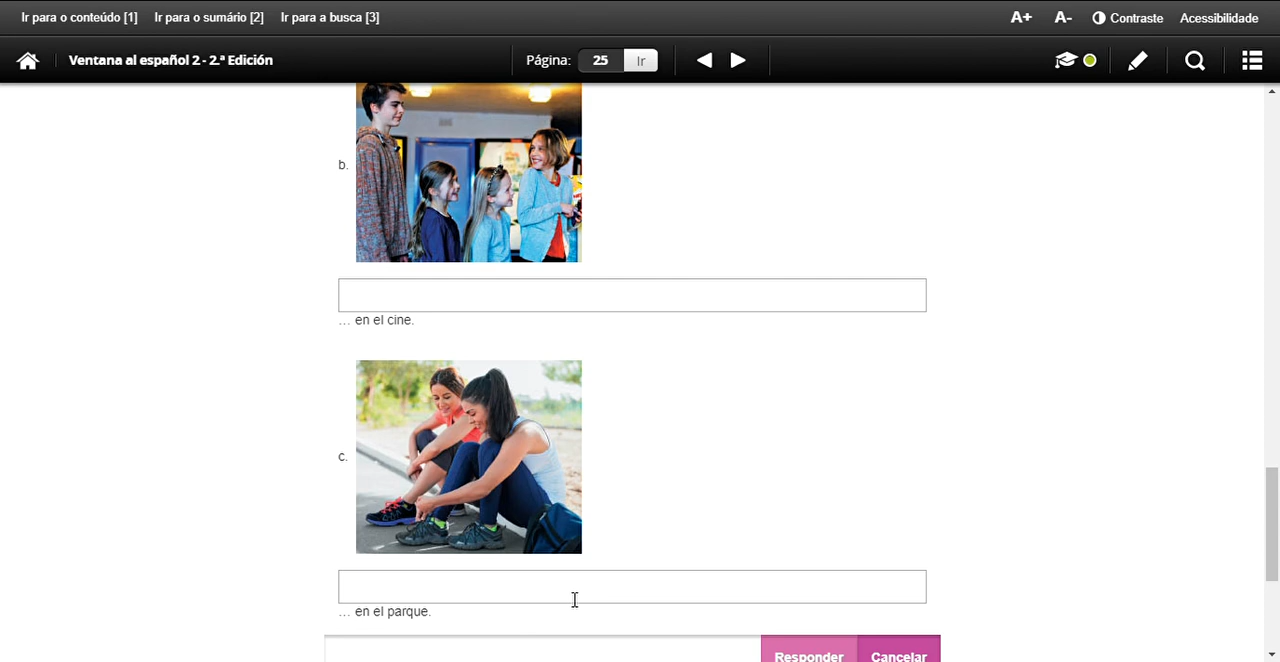 Ir para o conteúdo [1] Ir para o sumário [2] Ir para a busca [3] A+ A- Contraste Acessibilidade
Ventana al español 2 - 2.ª Edición Página: 25 Ir
b.
... en el cine.
c.
... en el parque.
Responder Cancelar